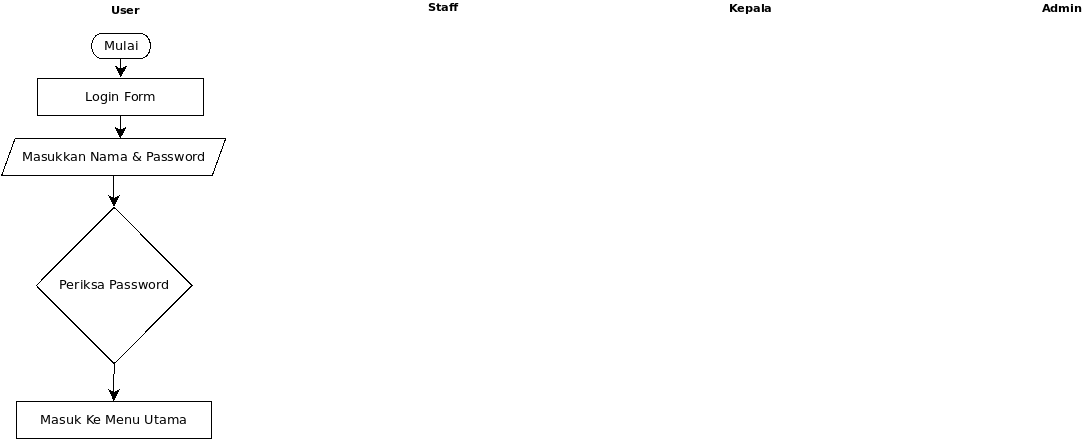 User
Staff
Kepala
Admin
Mulai
Login Form
Masukkan Nama & Password
Periksa Password
Masuk Ke Menu Utama